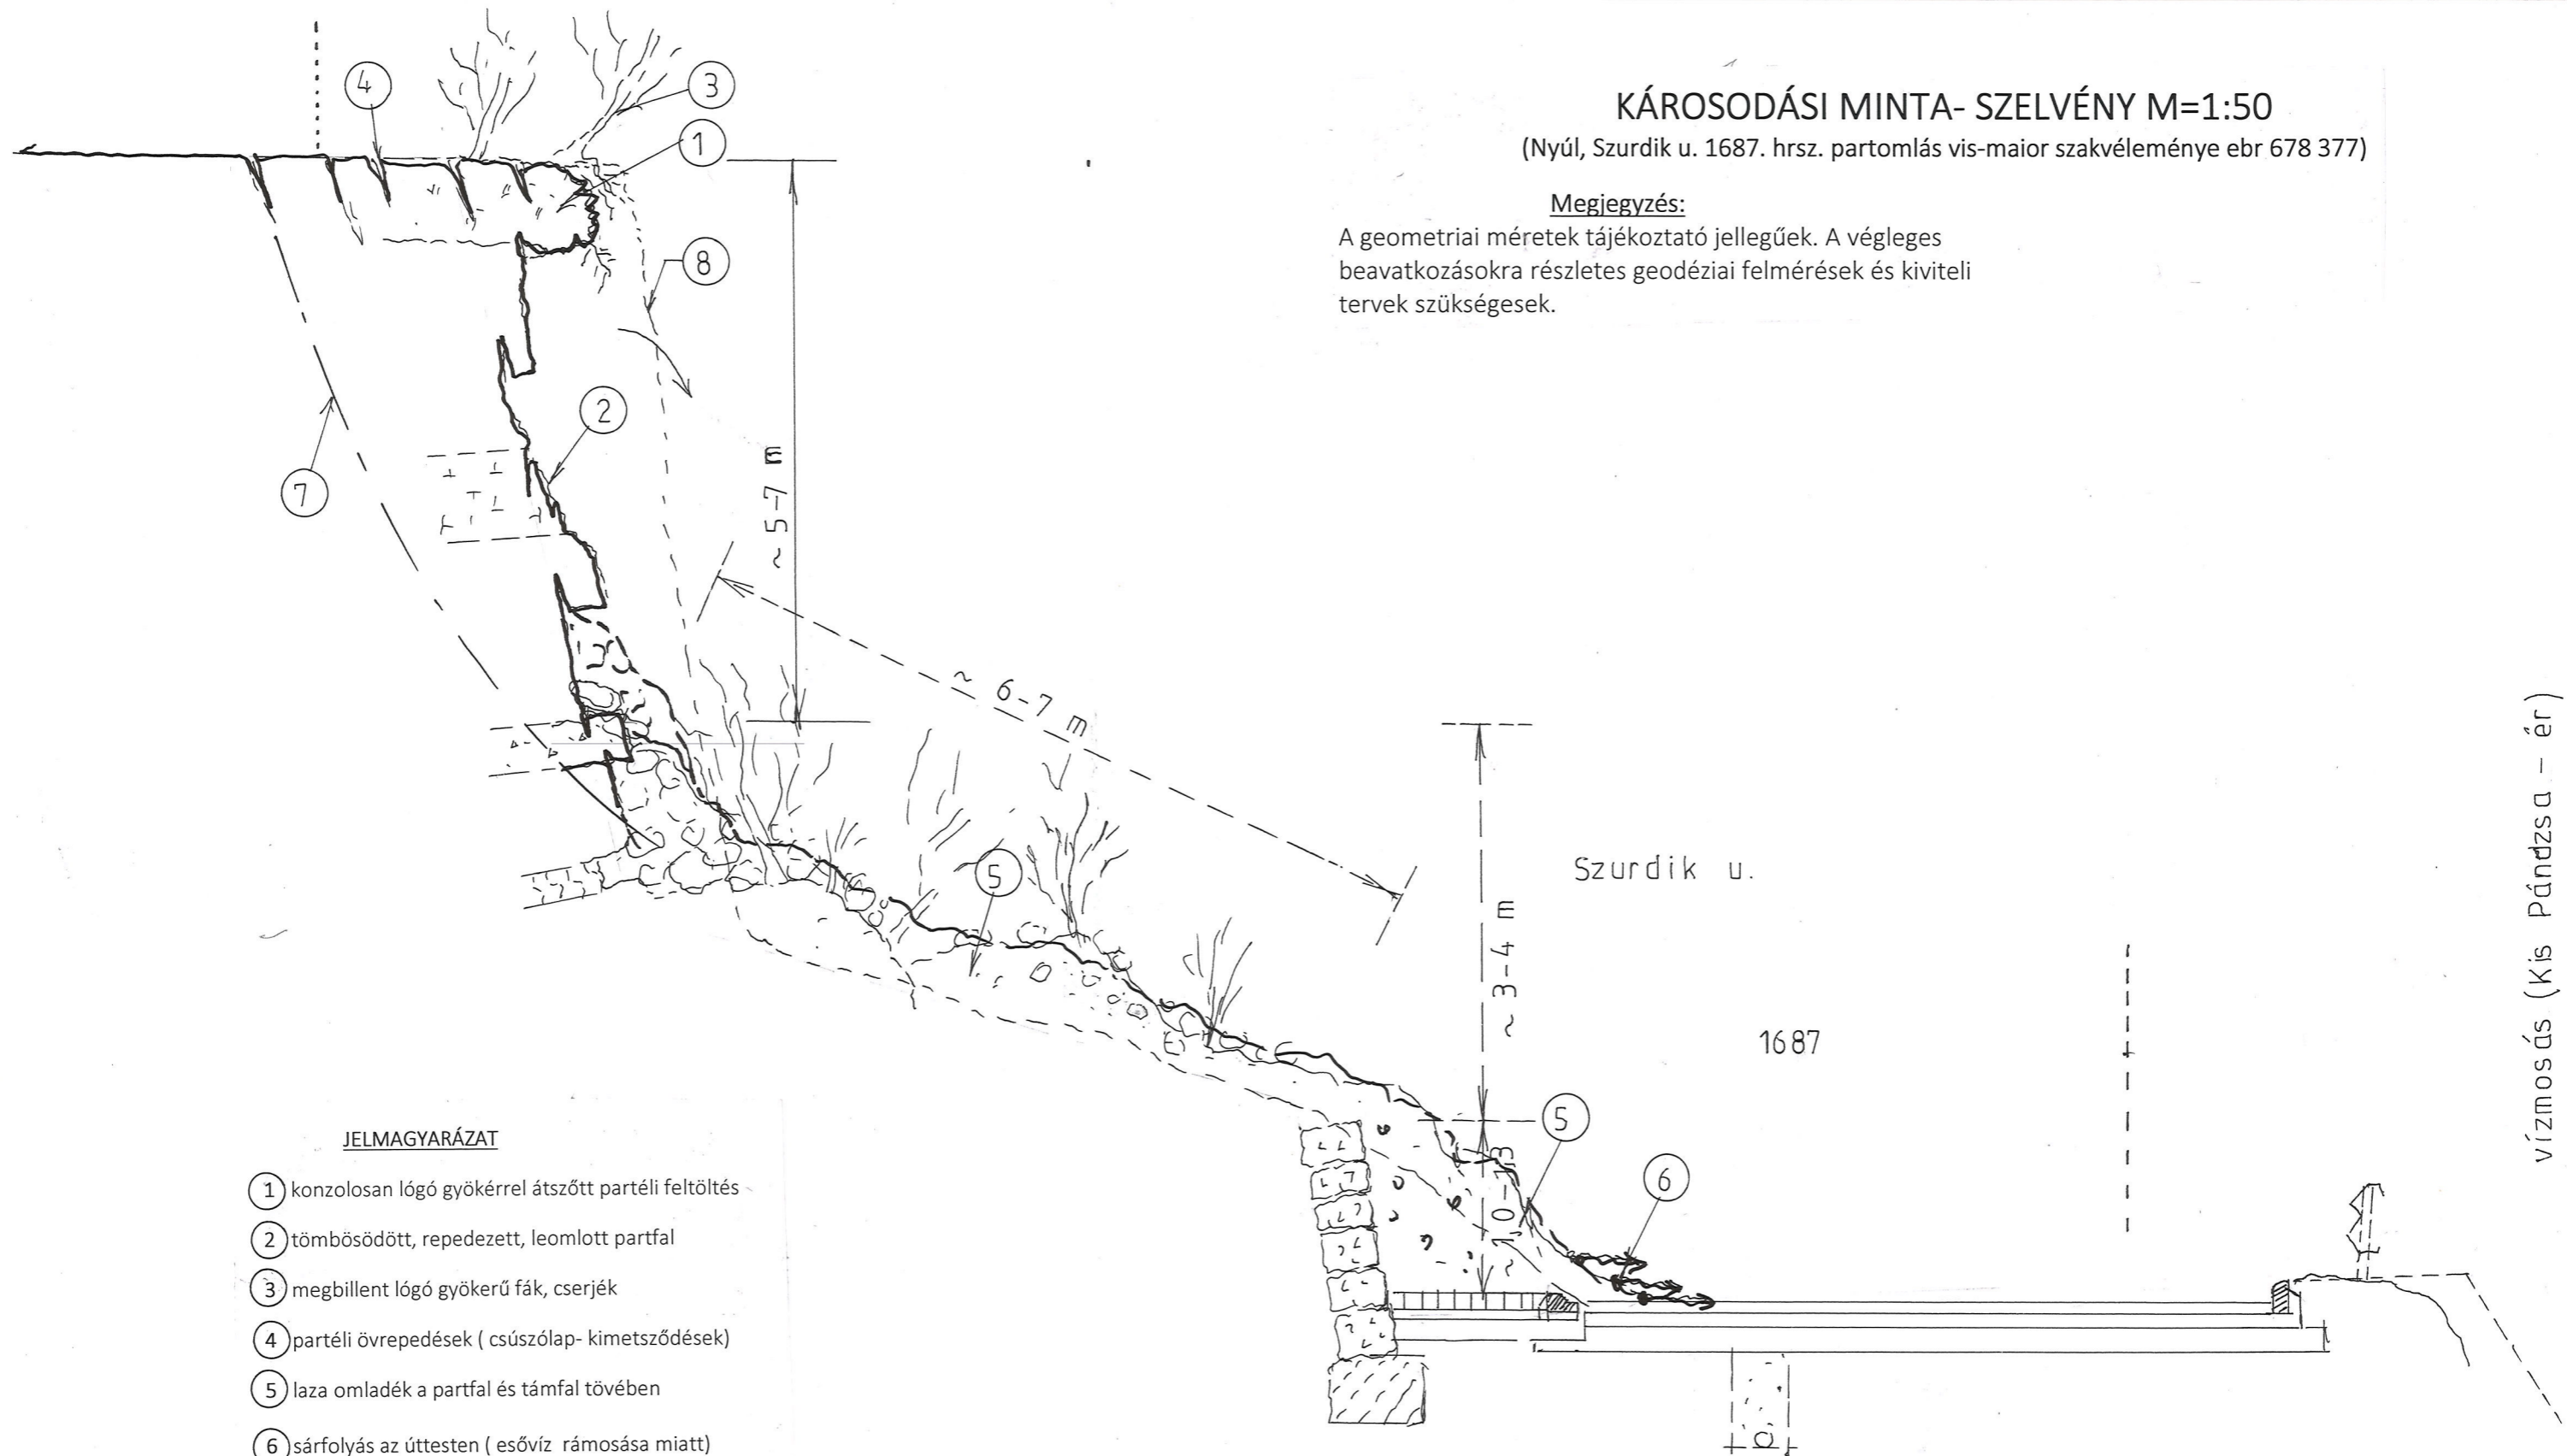 KÁROSODÁSI MINTA- SZELVÉNY M=1:50
(Nyúl, Szurdik u. 1687. hrsz. partomlás vis-maior szakvéleménye ebr 678 377)
Megjegyzés:
A geometriai méretek tájékoztató jellegűek. A végleges
beavatkozásokra részletes geodéziai felmérések és kiviteli
tervek szükségesek.
4
3
1
8
2
7
~ 5-7 m
~ 6-7 m
~ 3-4 m
Szurdik u.
1687
5
5
~ 1,0-1,3
6
vízmosás (Kis Pándzsa - ér)
JELMAGYARÁZAT
1 konzolosan lógó gyökérrel átszőtt partéli feltöltés
2 tömbösödött, repedezett, leomlott partfal
3 megbillent lógó gyökerű fák, cserjék
4 partéli övrepedések ( csúszólap- kimetsződések)
5 laza omladék a partfal és támfal tövében
6 sárfolyás az úttesten ( esővíz rámosása miatt)